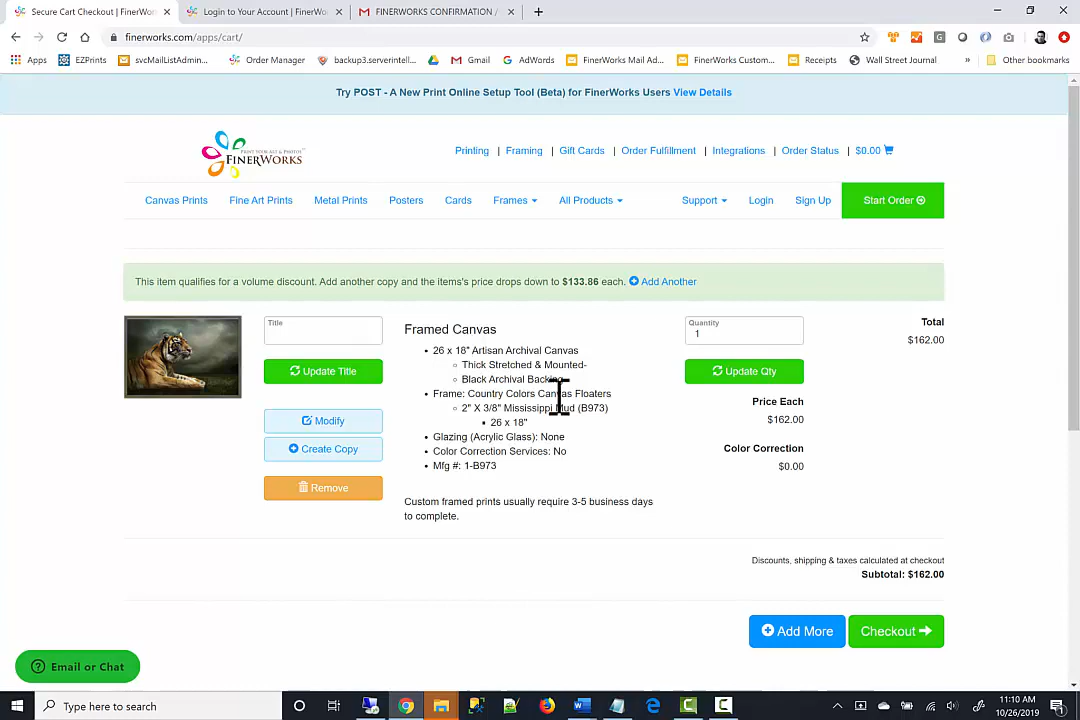 Secure Cart Checkout | FinerWor
Login to Your Account | FinerWo
FINERWORKS CONFIRMATION /
finerworks.com/apps/cart/
Apps
EZPrints
svcMailListAdmin...
Order Manager
backup3.serverintell...
Gmail
AdWords
FinerWorks Mail Ad...
FinerWorks Custom...
Receipts
Wall Street Journal
»
Other bookmarks
Try POST - A New Print Online Setup Tool (Beta) for FinerWorks Users View Details
PRINT YOUR ART & PHOTOS
FINERWORKS
Printing | Framing | Gift Cards | Order Fulfillment | Integrations | Order Status | $0.00
Canvas Prints Fine Art Prints Metal Prints Posters Cards Frames All Products Support Login Sign Up Start Order
This item qualifies for a volume discount. Add another copy and the items's price drops down to $133.86 each. Add Another
Title
Update Title
Modify
Create Copy
Remove
Framed Canvas
26 x 18" Artisan Archival Canvas
Thick Stretched & Mounted-
Black Archival Backing
Frame: Country Colors Canvas Floaters
2" X 3/8" Mississippi Mud (B973)
26 x 18"
Glazing (Acrylic Glass): None
Color Correction Services: No
Mfg #: 1-B973
Custom framed prints usually require 3-5 business days
to complete.
Quantity
1
Update Qty
Price Each
$162.00
Color Correction
$0.00
Total
$162.00
Discounts, shipping & taxes calculated at checkout
Subtotal: $162.00
Add More
Checkout
Email or Chat
Type here to search
11:10 AM
10/26/2019